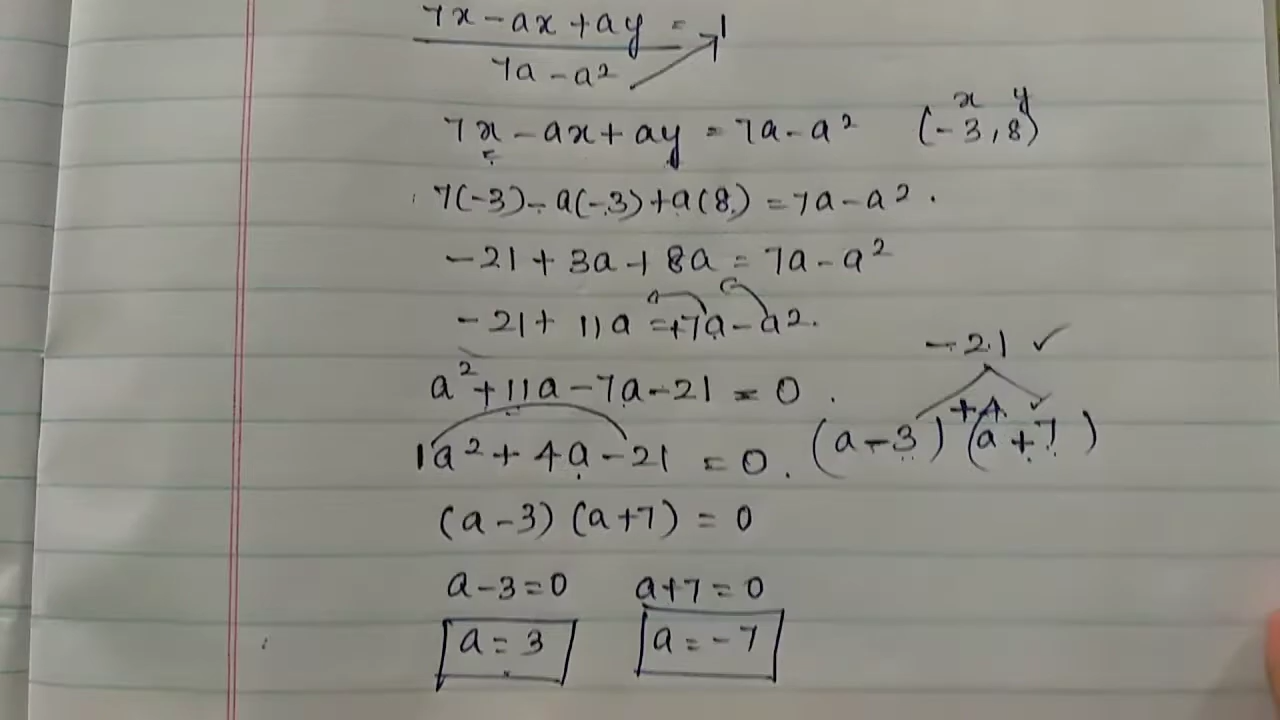 7x - ax + ay = 1
7a - a²
7x - ax + ay = 7a - a² (-3, 8)
x y
7(-3) - a(-3) + a(8) = 7a - a².
-21 + 3a + 8a = 7a - a²
-21 + 11a = +7a - a².
-21 ✓
a² + 11a - 7a - 21 = 0.
+4 ✓
1a² + 4a - 21 = 0. (a - 3) (a + 7)
(a - 3) (a + 7) = 0
a - 3 = 0 a + 7 = 0
a = 3 a = - 7